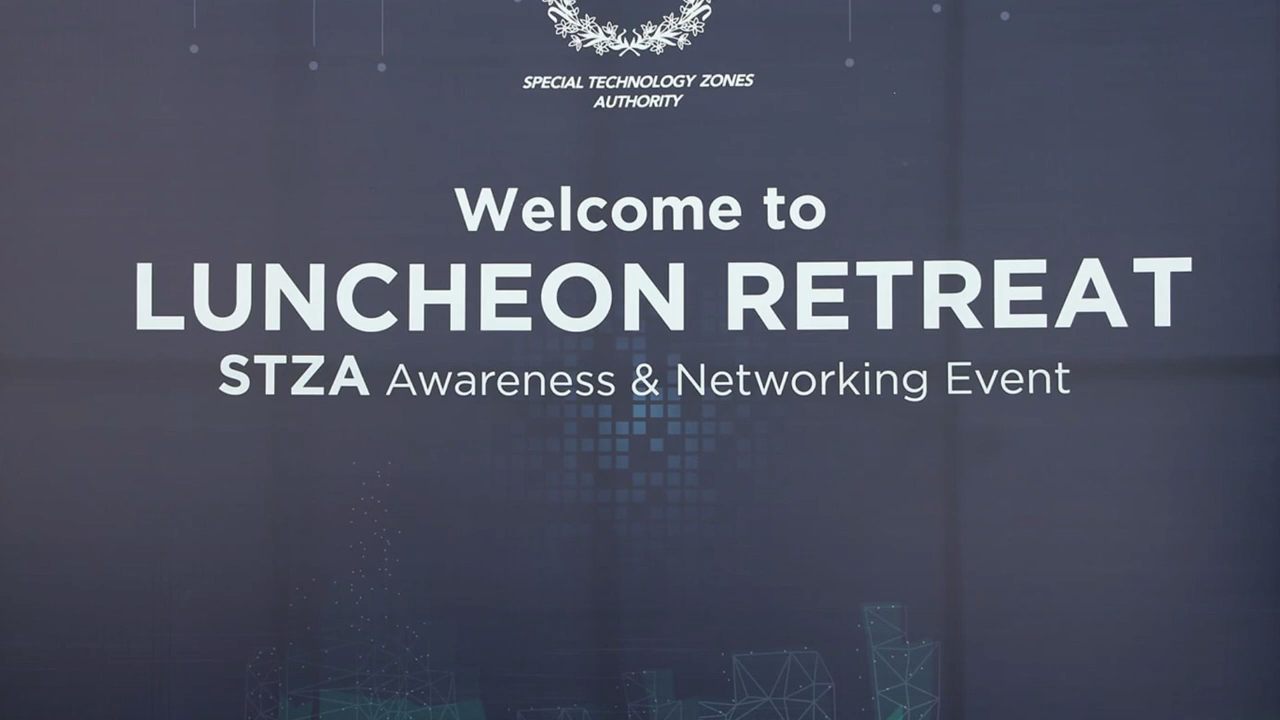 SPECIAL TECHNOLOGY ZONES
AUTHORITY
Welcome to
LUNCHEON RETREAT
STZA Awareness & Networking Event